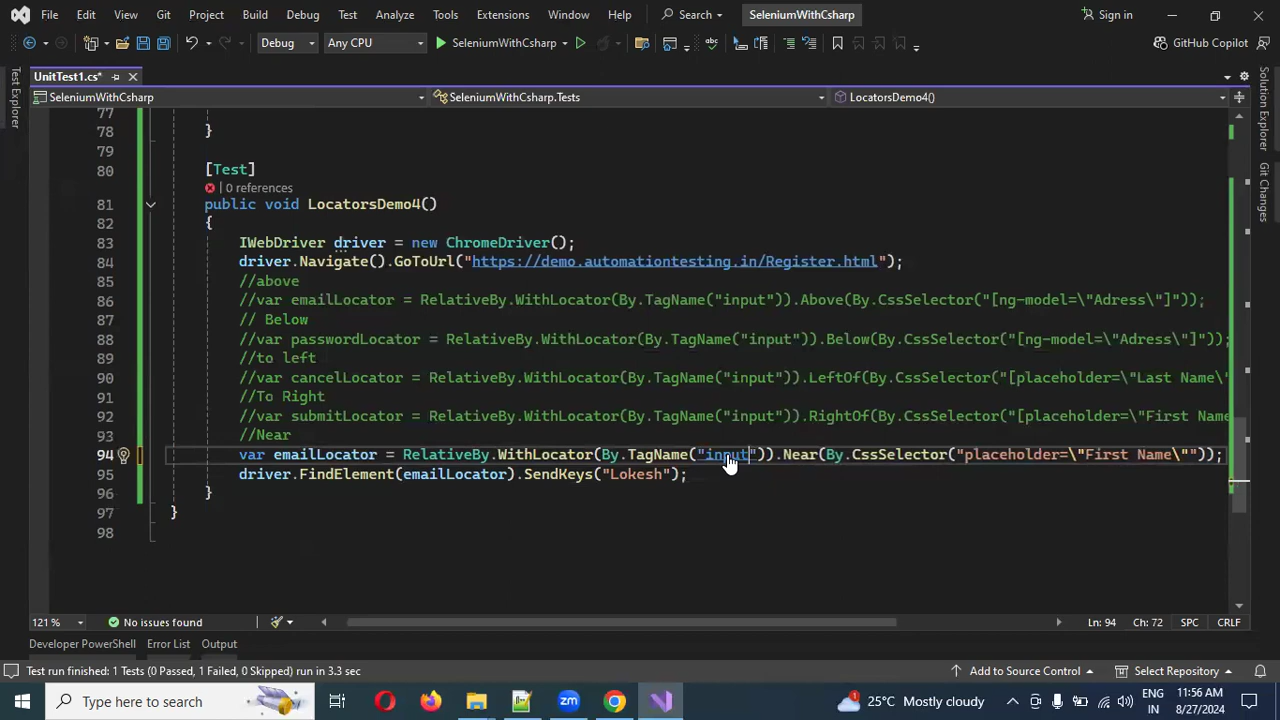 File Edit View Git Project Build Debug Test Analyze Tools Extensions Window Help Search SeleniumWithCsharp Sign in
Debug Any CPU SeleniumWithCsharp GitHub Copilot
UnitTest1.cs*
SeleniumWithCsharp SeleniumWithCsharp.Tests LocatorsDemo4()
Test Explorer
Solution Explorer
Git Changes
77
78 }
79
80 [Test]
0 references
81 public void LocatorsDemo4()
82 {
83 IWebDriver driver = new ChromeDriver();
84 driver.Navigate().GoToUrl("https://demo.automationtesting.in/Register.html");
85 //above
86 //var emailLocator = RelativeBy.WithLocator(By.TagName("input")).Above(By.CssSelector("[ng-model=\"Adress\"]"));
87 // Below
88 //var passwordLocator = RelativeBy.WithLocator(By.TagName("input")).Below(By.CssSelector("[ng-model=\"Adress\"]"));
89 //to left
90 //var cancelLocator = RelativeBy.WithLocator(By.TagName("input")).LeftOf(By.CssSelector("[placeholder=\"Last Name\"
91 //To Right
92 //var submitLocator = RelativeBy.WithLocator(By.TagName("input")).RightOf(By.CssSelector("[placeholder=\"First Name
93 //Near
94 var emailLocator = RelativeBy.WithLocator(By.TagName("input")).Near(By.CssSelector("placeholder=\"First Name\""));
95 driver.FindElement(emailLocator).SendKeys("Lokesh");
96 }
97 }
98
121 % No issues found Ln: 94 Ch: 72 SPC CRLF
Developer PowerShell Error List Output
Test run finished: 1 Tests (0 Passed, 1 Failed, 0 Skipped) run in 3.3 sec Add to Source Control Select Repository
Type here to search zm 25°C Mostly cloudy ENG IN 11:56 AM 8/27/2024